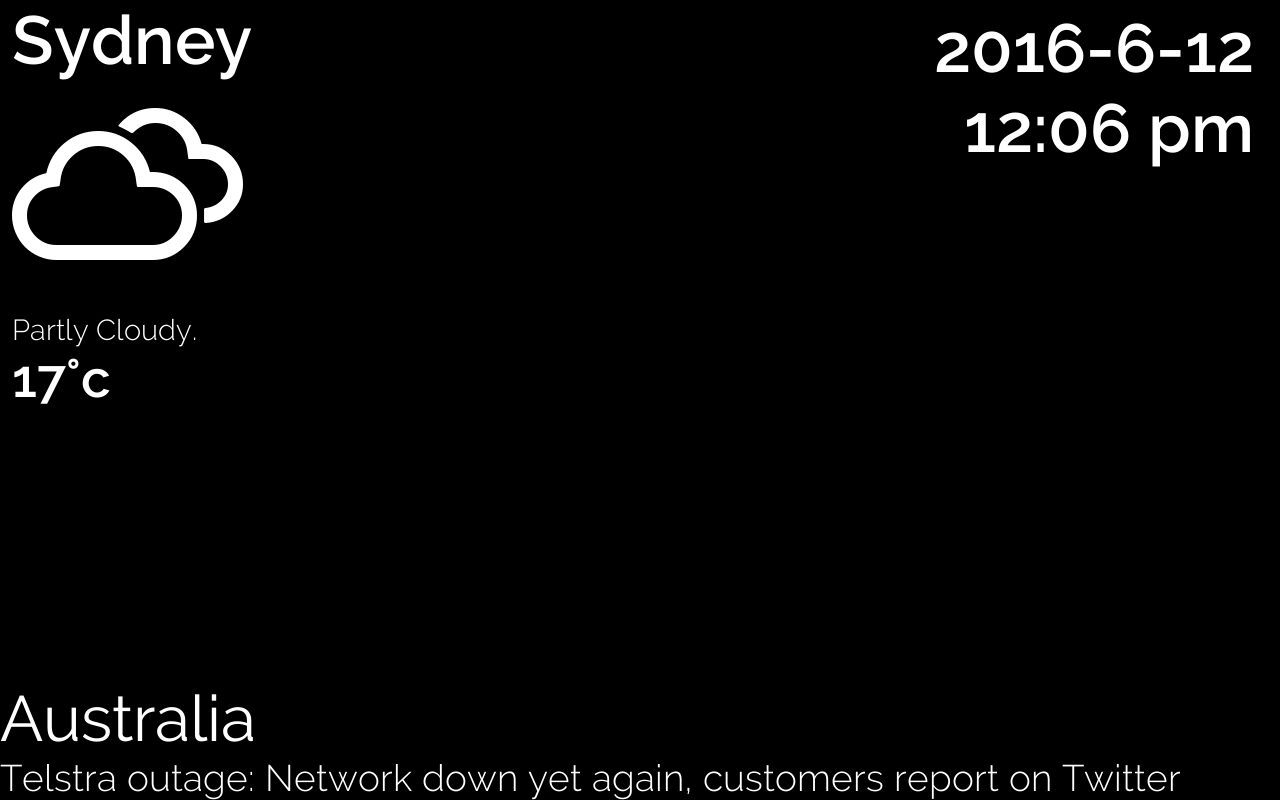 Sydney
2016-6-12
12:06 pm
Partly Cloudy.
17°c
Australia
Telstra outage: Network down yet again, customers report on Twitter